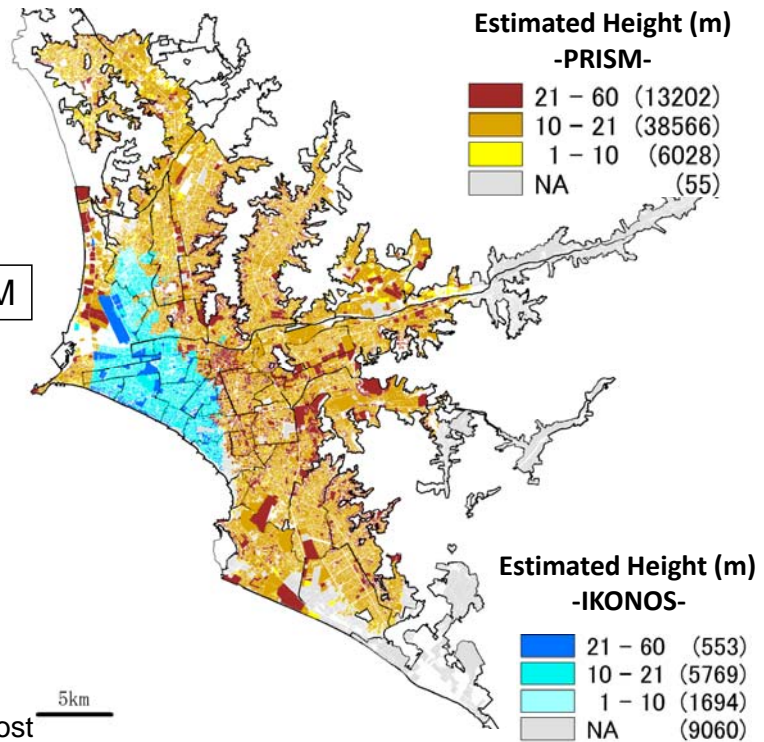 Estimated Height (m)
-PRISM-
21 – 60 (13202)
10 – 21 (38566)
1 – 10 (6028)
NA (55)
M
Estimated Height (m)
-IKONOS-
21 – 60 (553)
10 – 21 (5769)
1 – 10 (1694)
NA (9060)
5km
ost